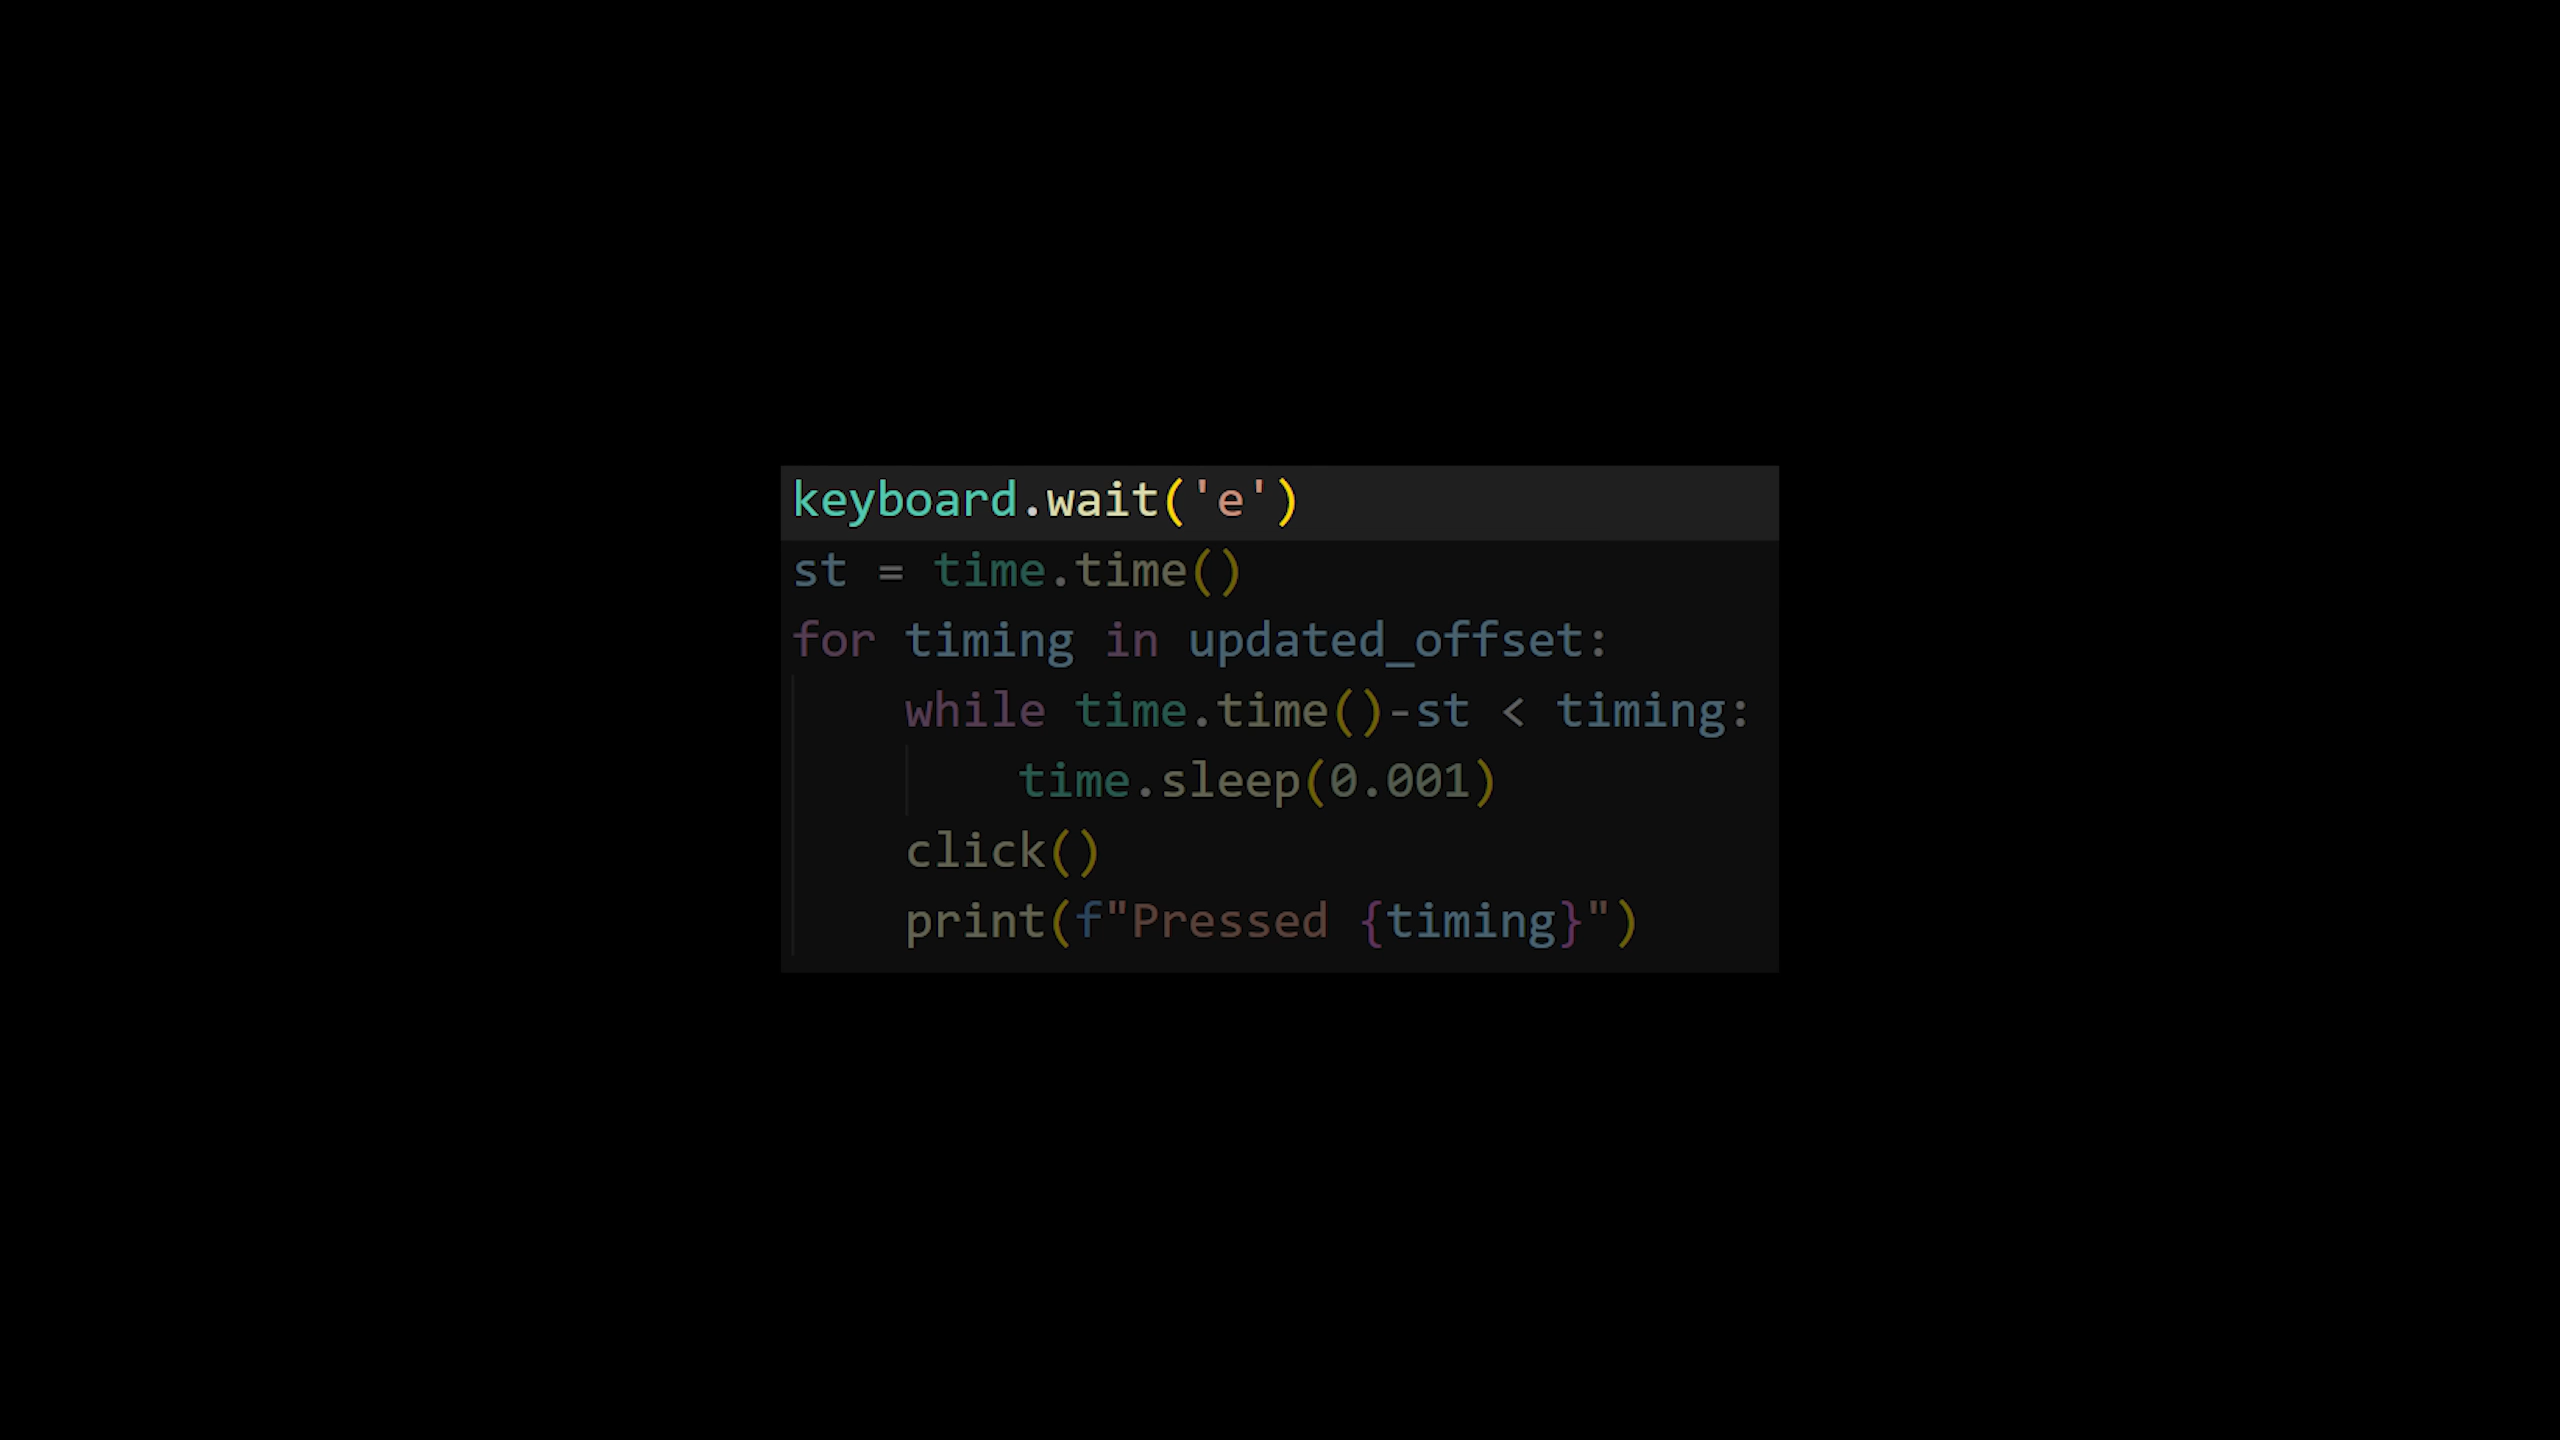 keyboard.wait('e')
st = time.time()
for timing in updated_offset:
    while time.time()-st < timing:
        time.sleep(0.001)
    click()
    print(f"Pressed {timing}")